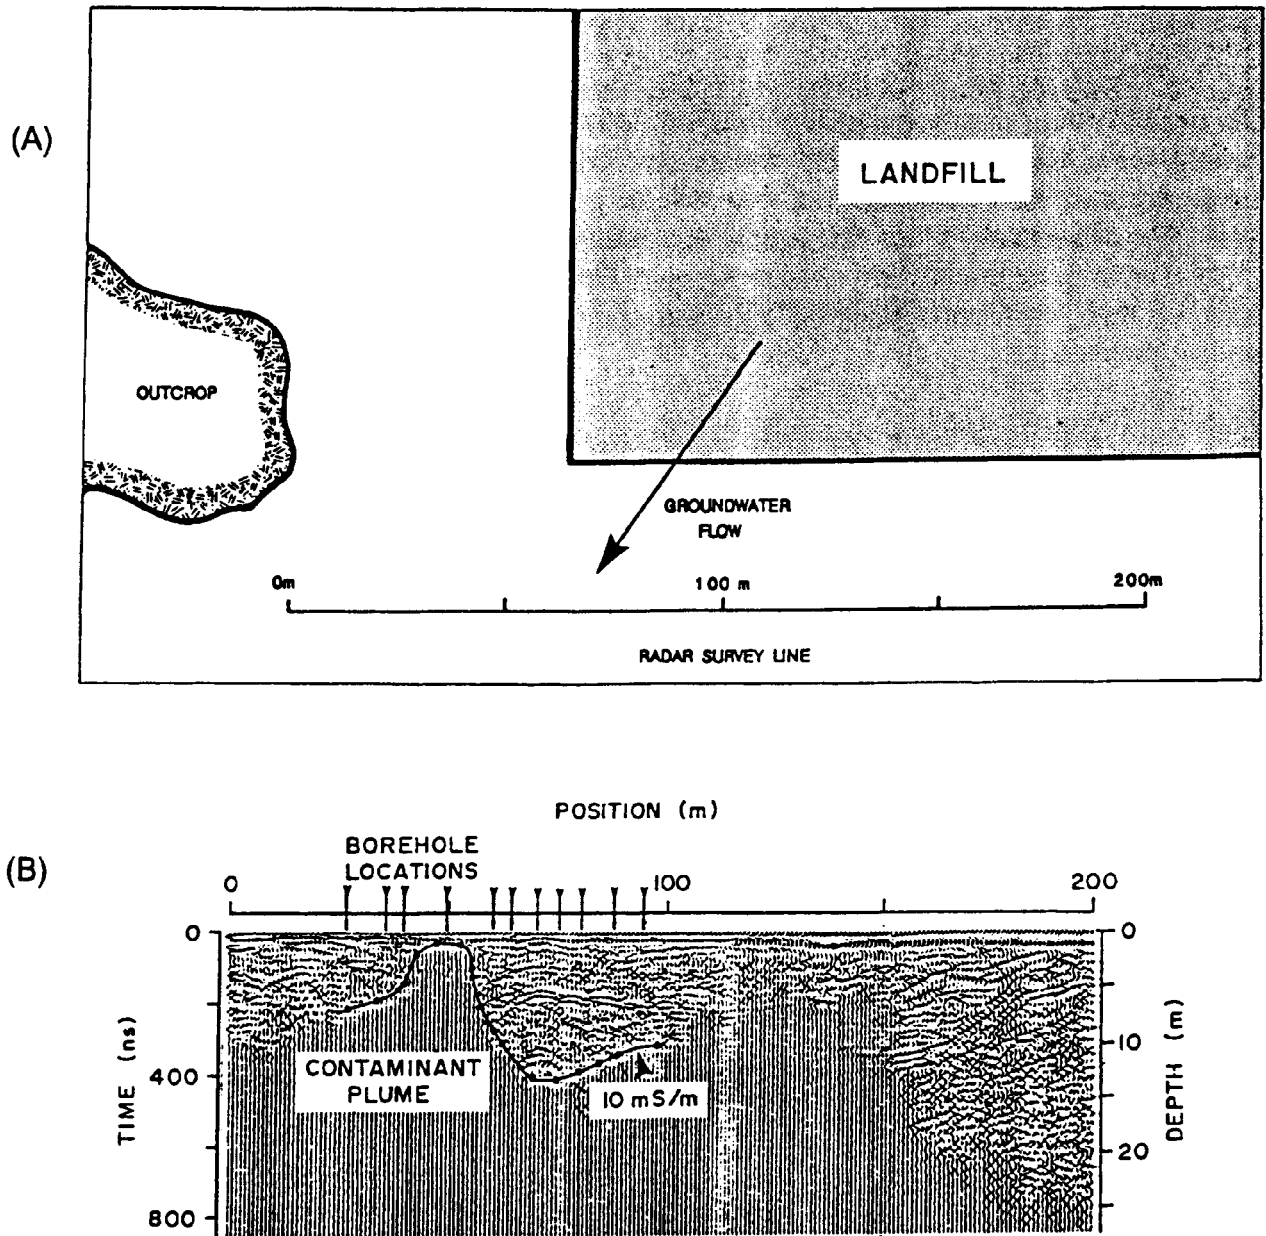 (A)
LANDFILL
OUTCROP
GROUNDWATER
FLOW
0m
100 m
200m
RADAR SURVEY LINE
POSITION (m)
(B)
BOREHOLE
LOCATIONS
0
100
200
0
400
800
TIME (ns)
CONTAMINANT
PLUME
10 mS/m
0
10
20
DEPTH (m)